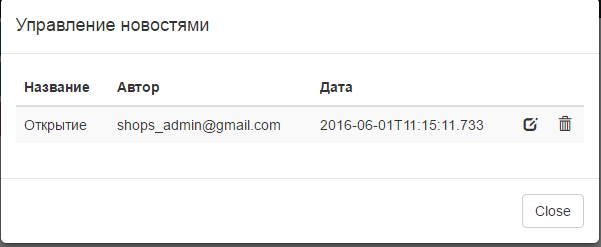 Управление новостями
Название Автор Дата
Открытие shops_admin@gmail.com 2016-06-01T11:15:11.733
Close